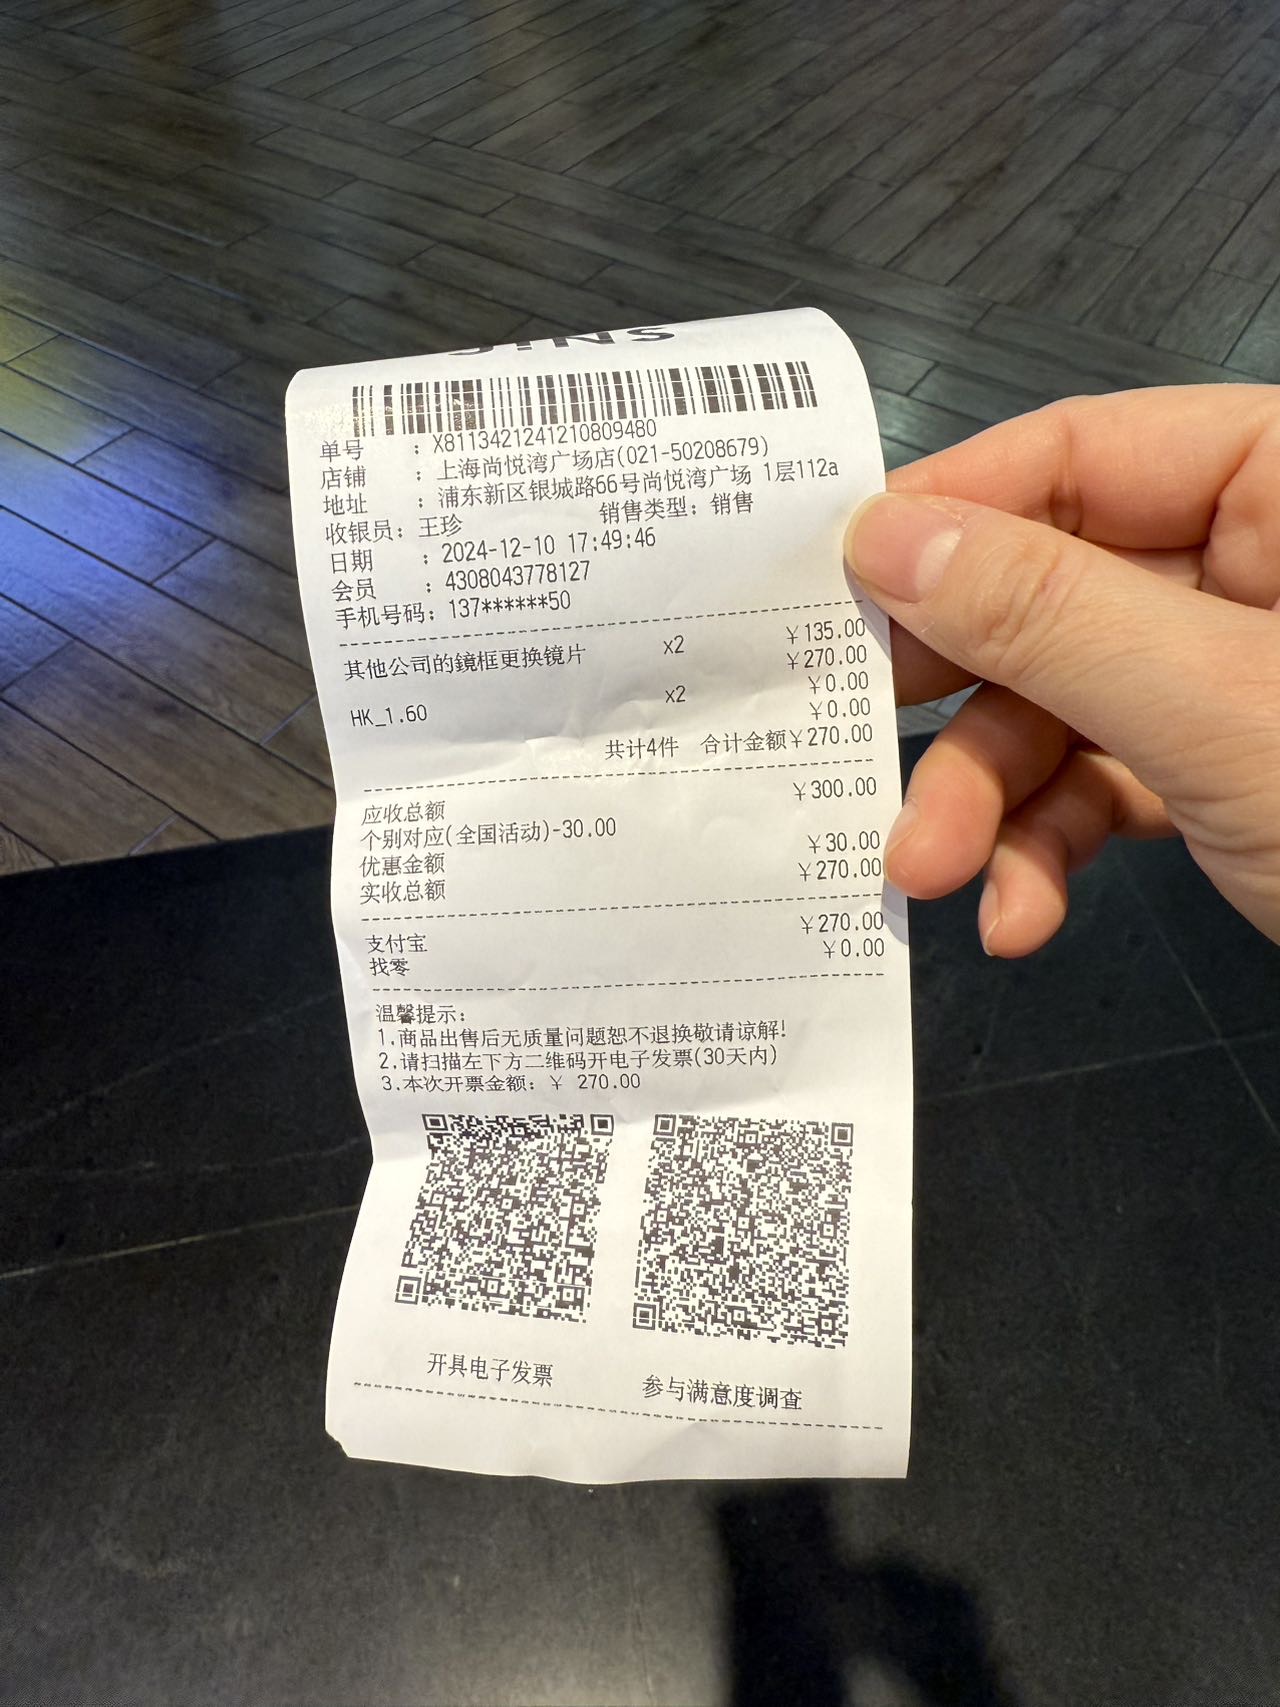 JINS
单号 : X8113421241210809480
店铺 : 上海尚悦湾广场店(021-50208679)
地址 : 浦东新区银城路66号尚悦湾广场 1层112a
收银员: 王珍 销售类型: 销售
日期 : 2024-12-10 17:49:46
会员 : 4308043778127
手机号码: 137******50
其他公司的鏡框更换镜片 x2 ¥135.00
¥270.00
HK_1.60 x2 ¥0.00
¥0.00
共计4件 合计金额¥270.00
应收总额 ¥300.00
个别对应(全国活动)-30.00
优惠金额 ¥30.00
实收总额 ¥270.00
支付宝 ¥270.00
找零 ¥0.00
温馨提示:
1.商品出售后无质量问题恕不退换敬请谅解!
2.请扫描左下方二维码开电子发票(30天内)
3.本次开票金额: ¥ 270.00
开具电子发票 参与满意度调查